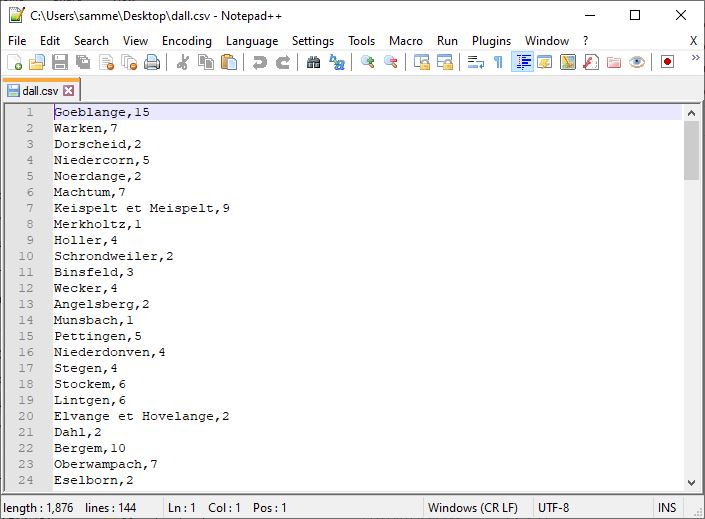 C:\Users\samme\Desktop\dall.csv - Notepad++
File Edit Search View Encoding Language Settings Tools Macro Run Plugins Window ? X
dall.csv
1 Goeblange,15
2 Warken,7
3 Dorscheid,2
4 Niedercorn,5
5 Noerdange,2
6 Machtum,7
7 Keispelt et Meispelt,9
8 Merkholtz,1
9 Holler,4
10 Schrondweiler,2
11 Binsfeld,3
12 Wecker,4
13 Angelsberg,2
14 Munsbach,1
15 Pettingen,5
16 Niederdonven,4
17 Stegen,4
18 Stockem,6
19 Lintgen,6
20 Elvange et Hovelange,2
21 Dahl,2
22 Bergem,10
23 Oberwampach,7
24 Eselborn,2
length : 1,876 lines : 144 Ln : 1 Col : 1 Pos : 1 Windows (CR LF) UTF-8 INS